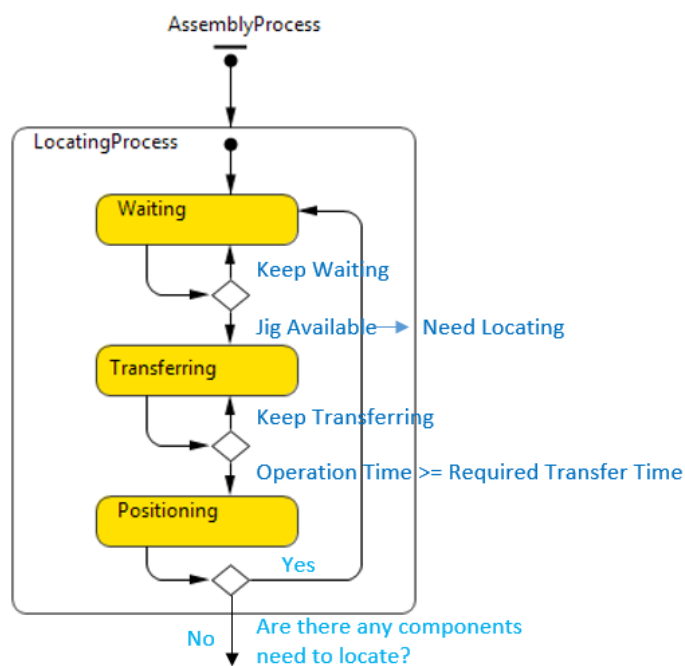 AssemblyProcess
LocatingProcess
Waiting
Keep Waiting
Jig Available
Need Locating
Transferring
Keep Transferring
Operation Time >= Required Transfer Time
Positioning
Yes
No
Are there any components
need to locate?